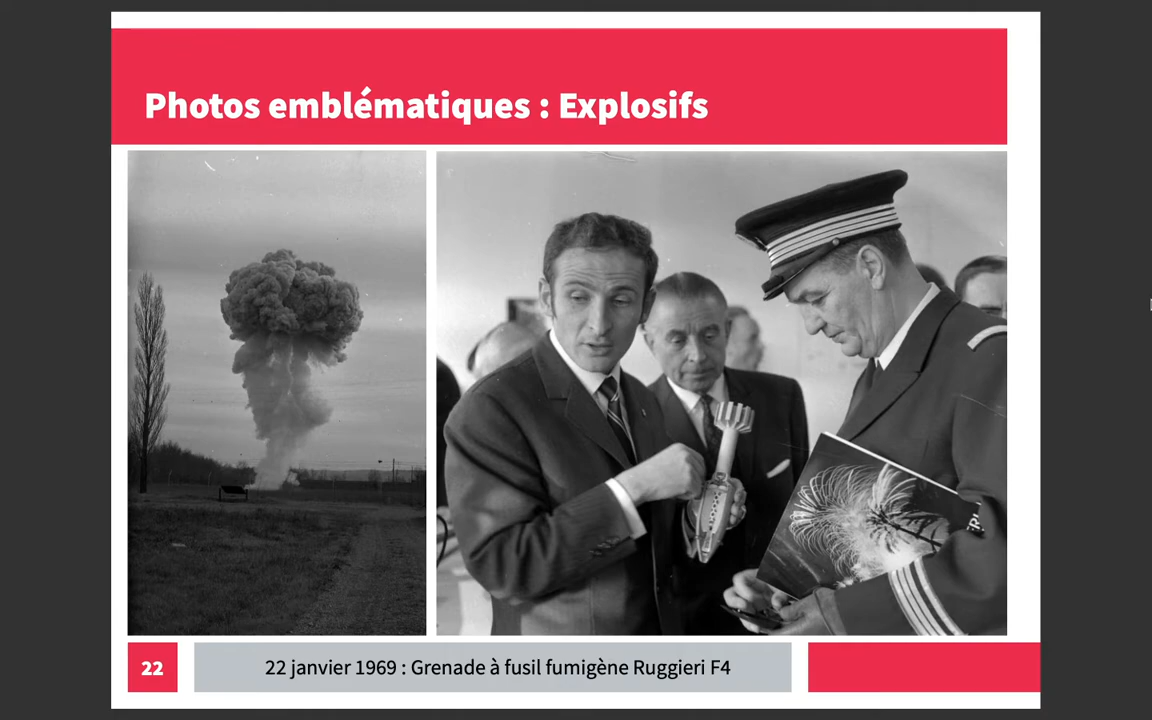 Photos emblématiques : Explosifs
22
22 janvier 1969 : Grenade à fusil fumigène Ruggieri F4